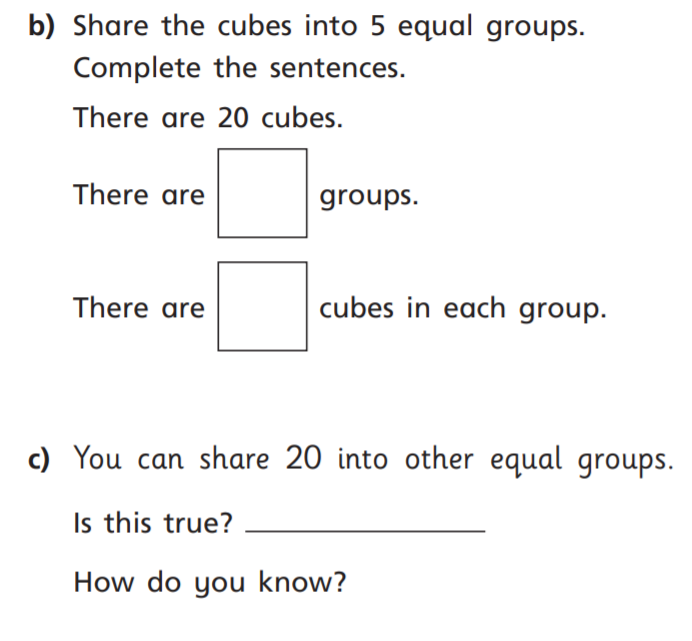 b) Share the cubes into 5 equal groups.
Complete the sentences.
There are 20 cubes.
There are groups.
There are cubes in each group.
c) You can share 20 into other equal groups.
Is this true?
How do you know?